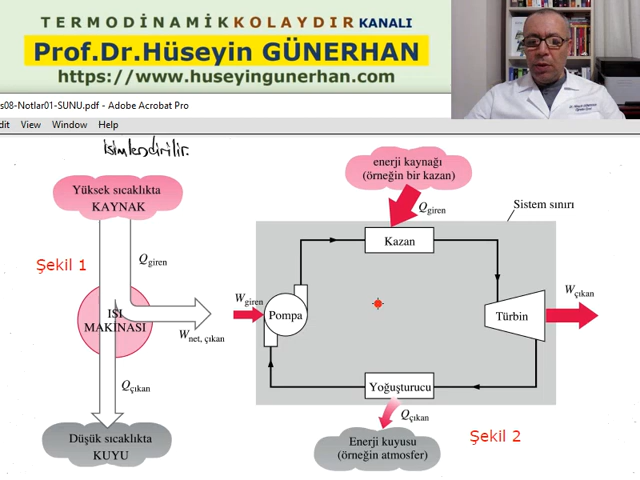 TERMODİNAMİKKOLAYDIR KANALI
Prof.Dr.Hüseyin GÜNERHAN
https://www.huseyingunerhan.com
s08-Notlar01-SUNU.pdf - Adobe Acrobat Pro
dit View Window Help
isimlendirilir.
Yüksek sıcaklıkta
KAYNAK
Şekil 1
Qgiren
ISI
MAKİNASI
Wnet, çıkan
Qçıkan
Düşük sıcaklıkta
KUYU
enerji kaynağı
(örneğin bir kazan)
Qgiren
Sistem sınırı
Kazan
Wgiren
Pompa
Türbin
Wçıkan
Yoğuşturucu
Qçıkan
Enerji kuyusu
(örneğin atmosfer)
Şekil 2